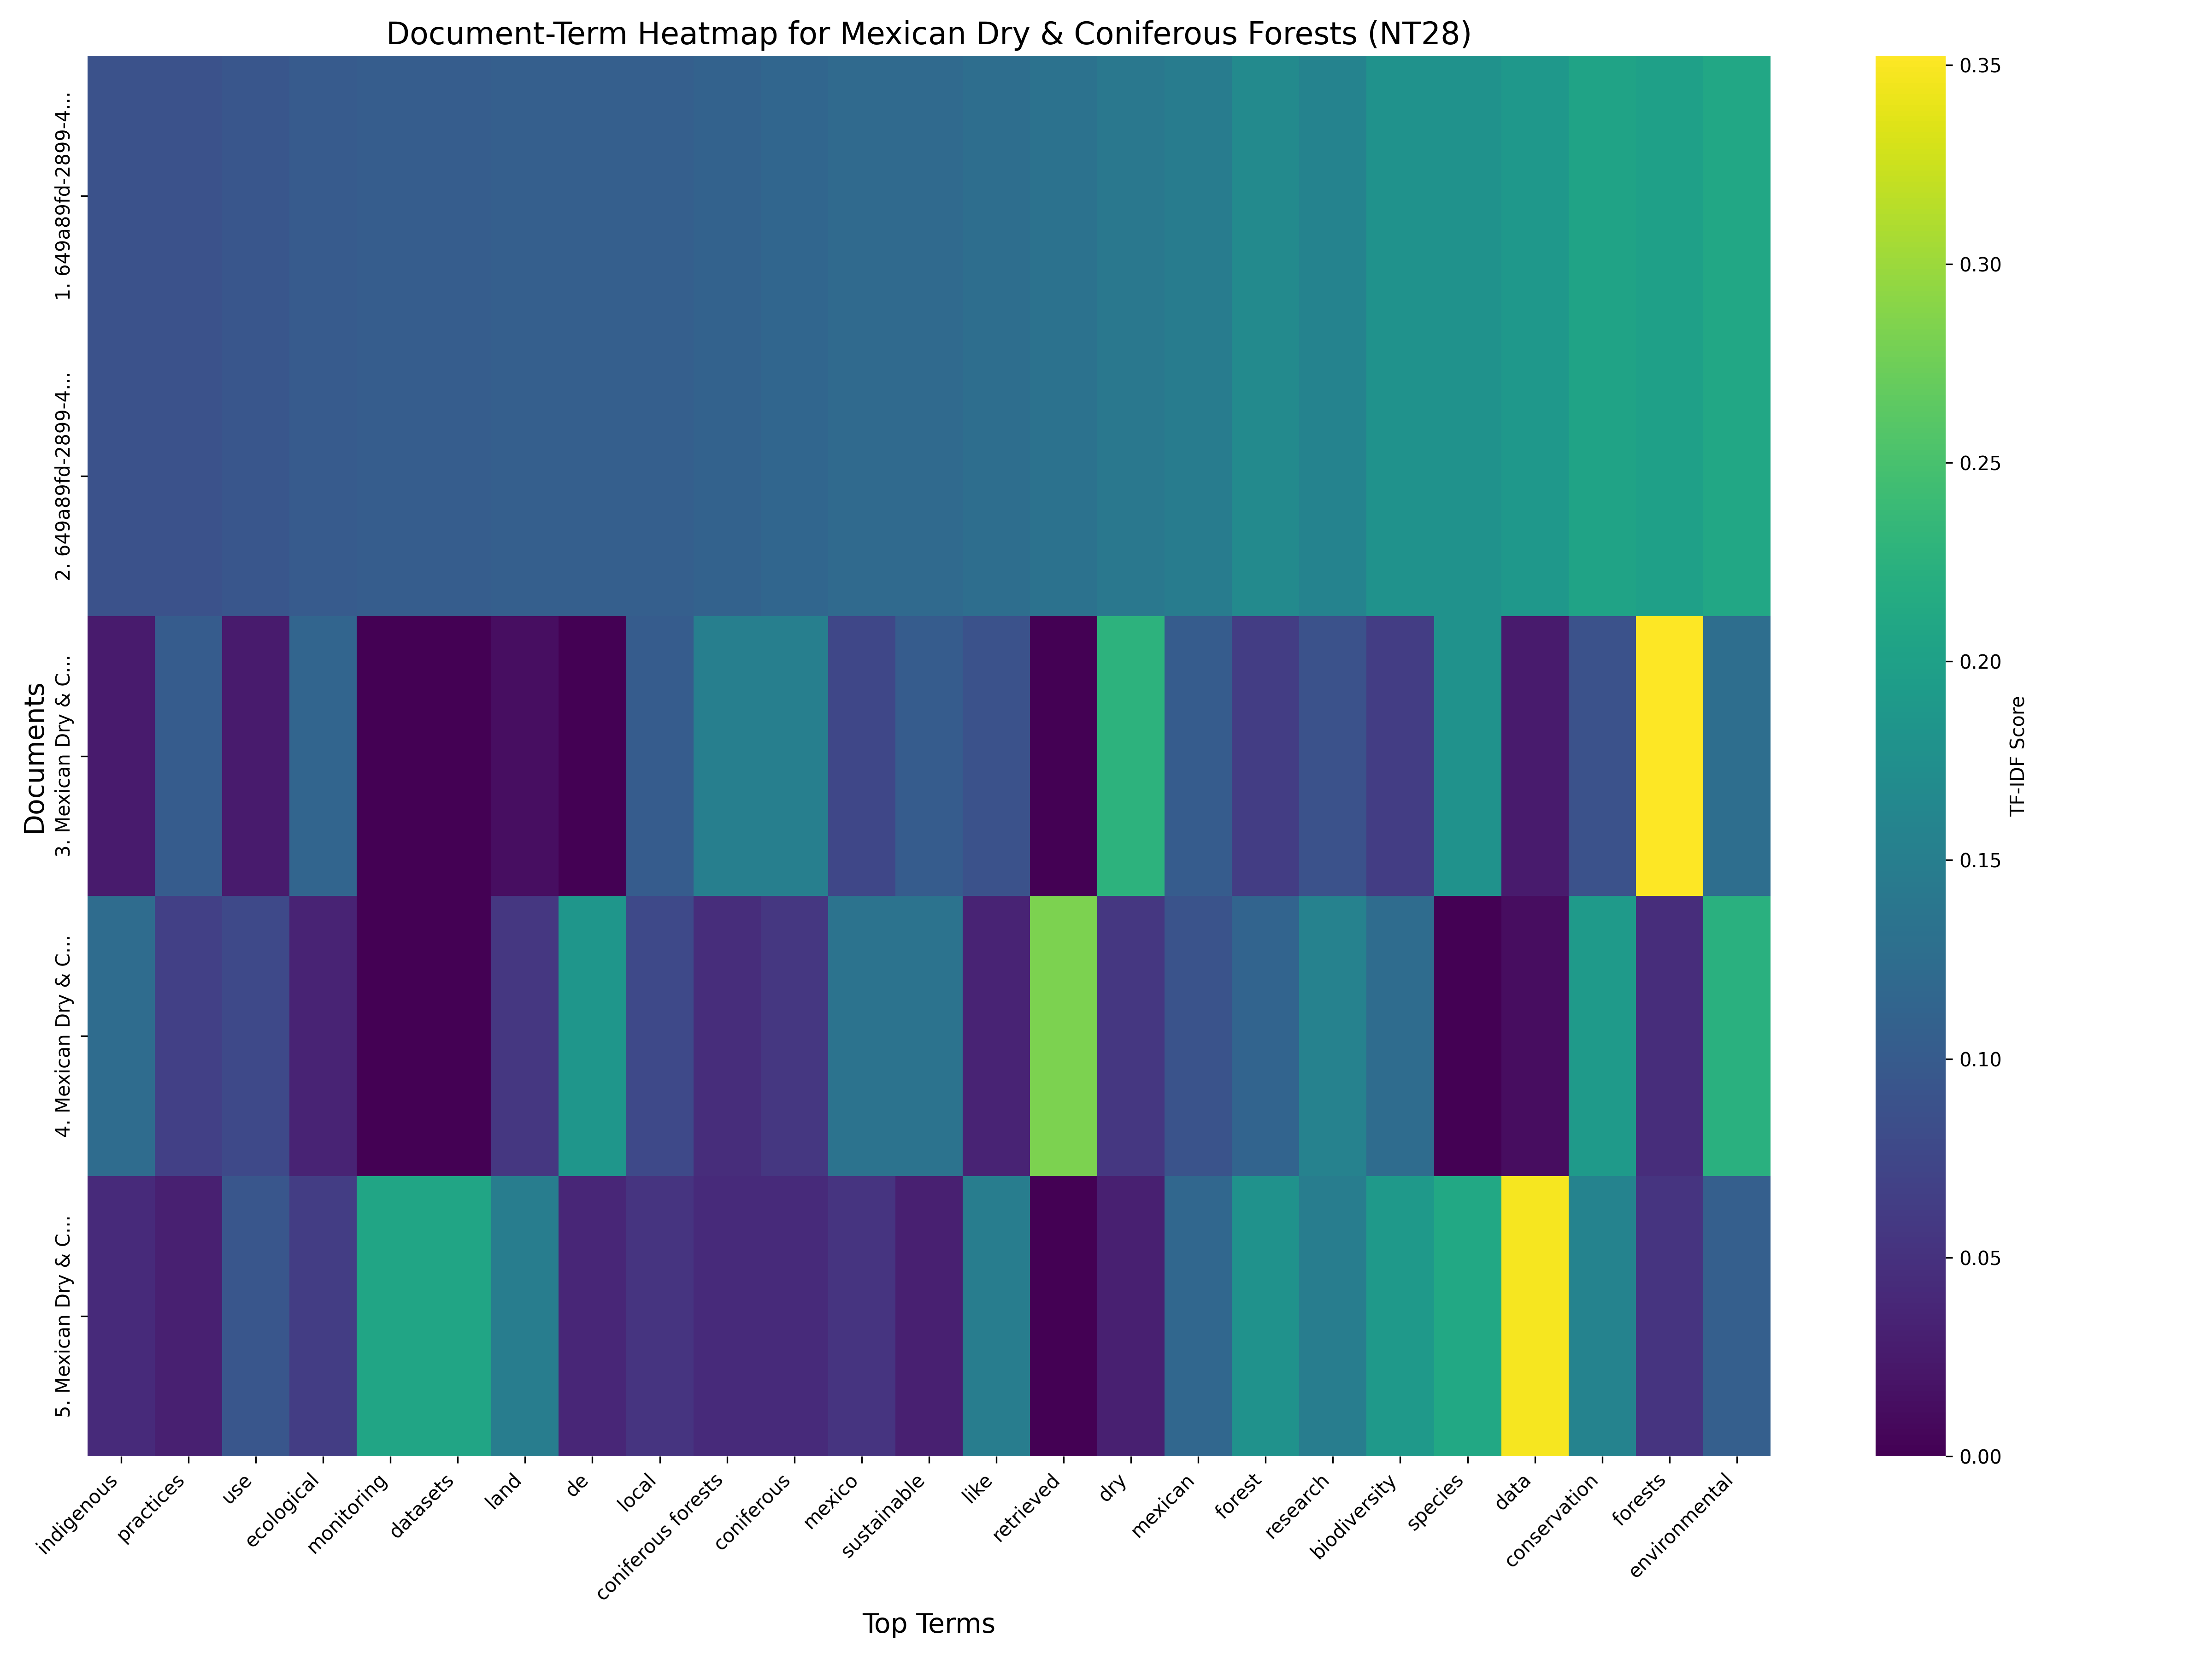 Document-Term Heatmap for Mexican Dry & Coniferous Forests (NT28)
Documents
1. 649a89fd-2899-4...
2. 649a89fd-2899-4...
3. Mexican Dry & C...
4. Mexican Dry & C...
5. Mexican Dry & C...
indigenous
practices
use
ecological
monitoring
datasets
land
de
local
coniferous forests
coniferous
mexico
sustainable
like
retrieved
dry
mexican
forest
research
biodiversity
species
data
conservation
forests
environmental
Top Terms
0.35
0.30
0.25
0.20
0.15
0.10
0.05
0.00
TF-IDF Score